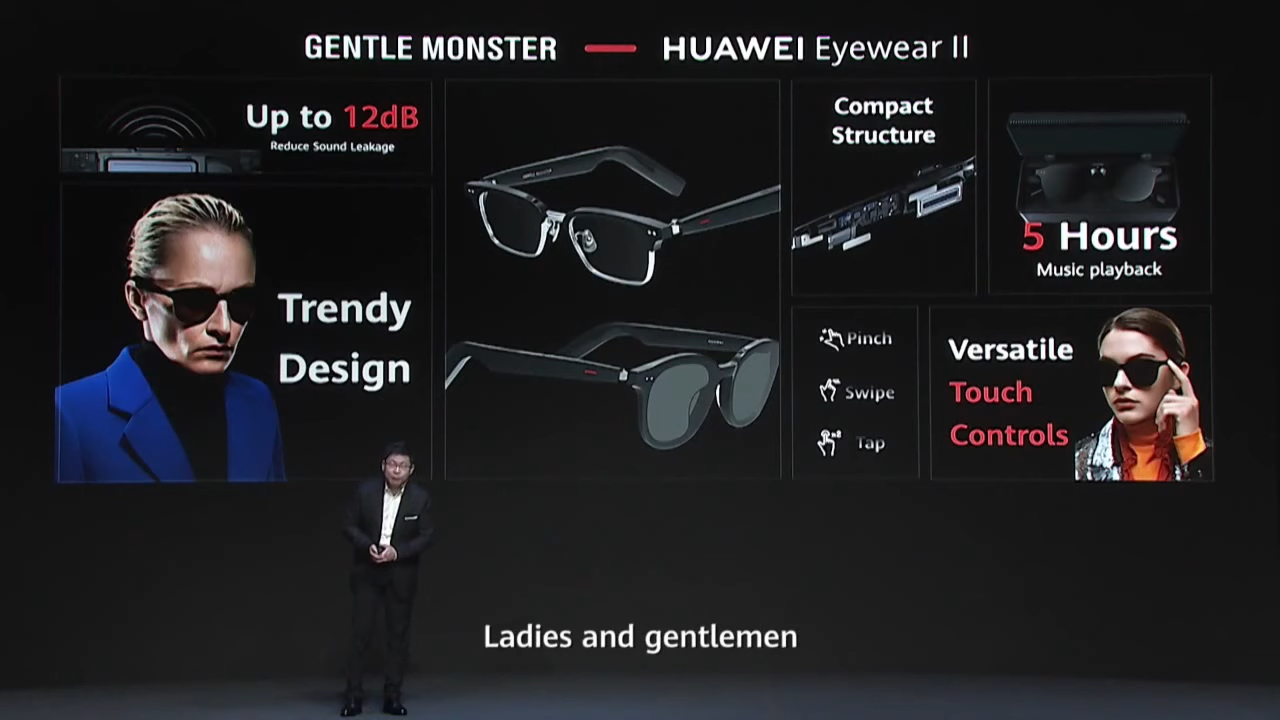 GENTLE MONSTER — HUAWEI Eyewear II
Up to 12dB
Reduce Sound Leakage
Trendy
Design
Compact
Structure
5 Hours
Music playback
Pinch
Swipe
Tap
Versatile
Touch
Controls
Ladies and gentlemen